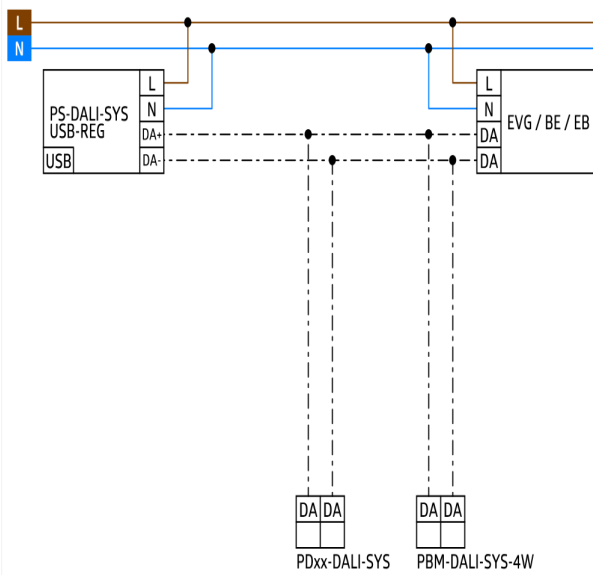 L
N
PS-DALI-SYS
USB-REG
USB
L
N
DA+
DA-
L
N
DA
DA
EVG / BE / EB
DA DA
PDxx-DALI-SYS
DA DA
PBM-DALI-SYS-4W